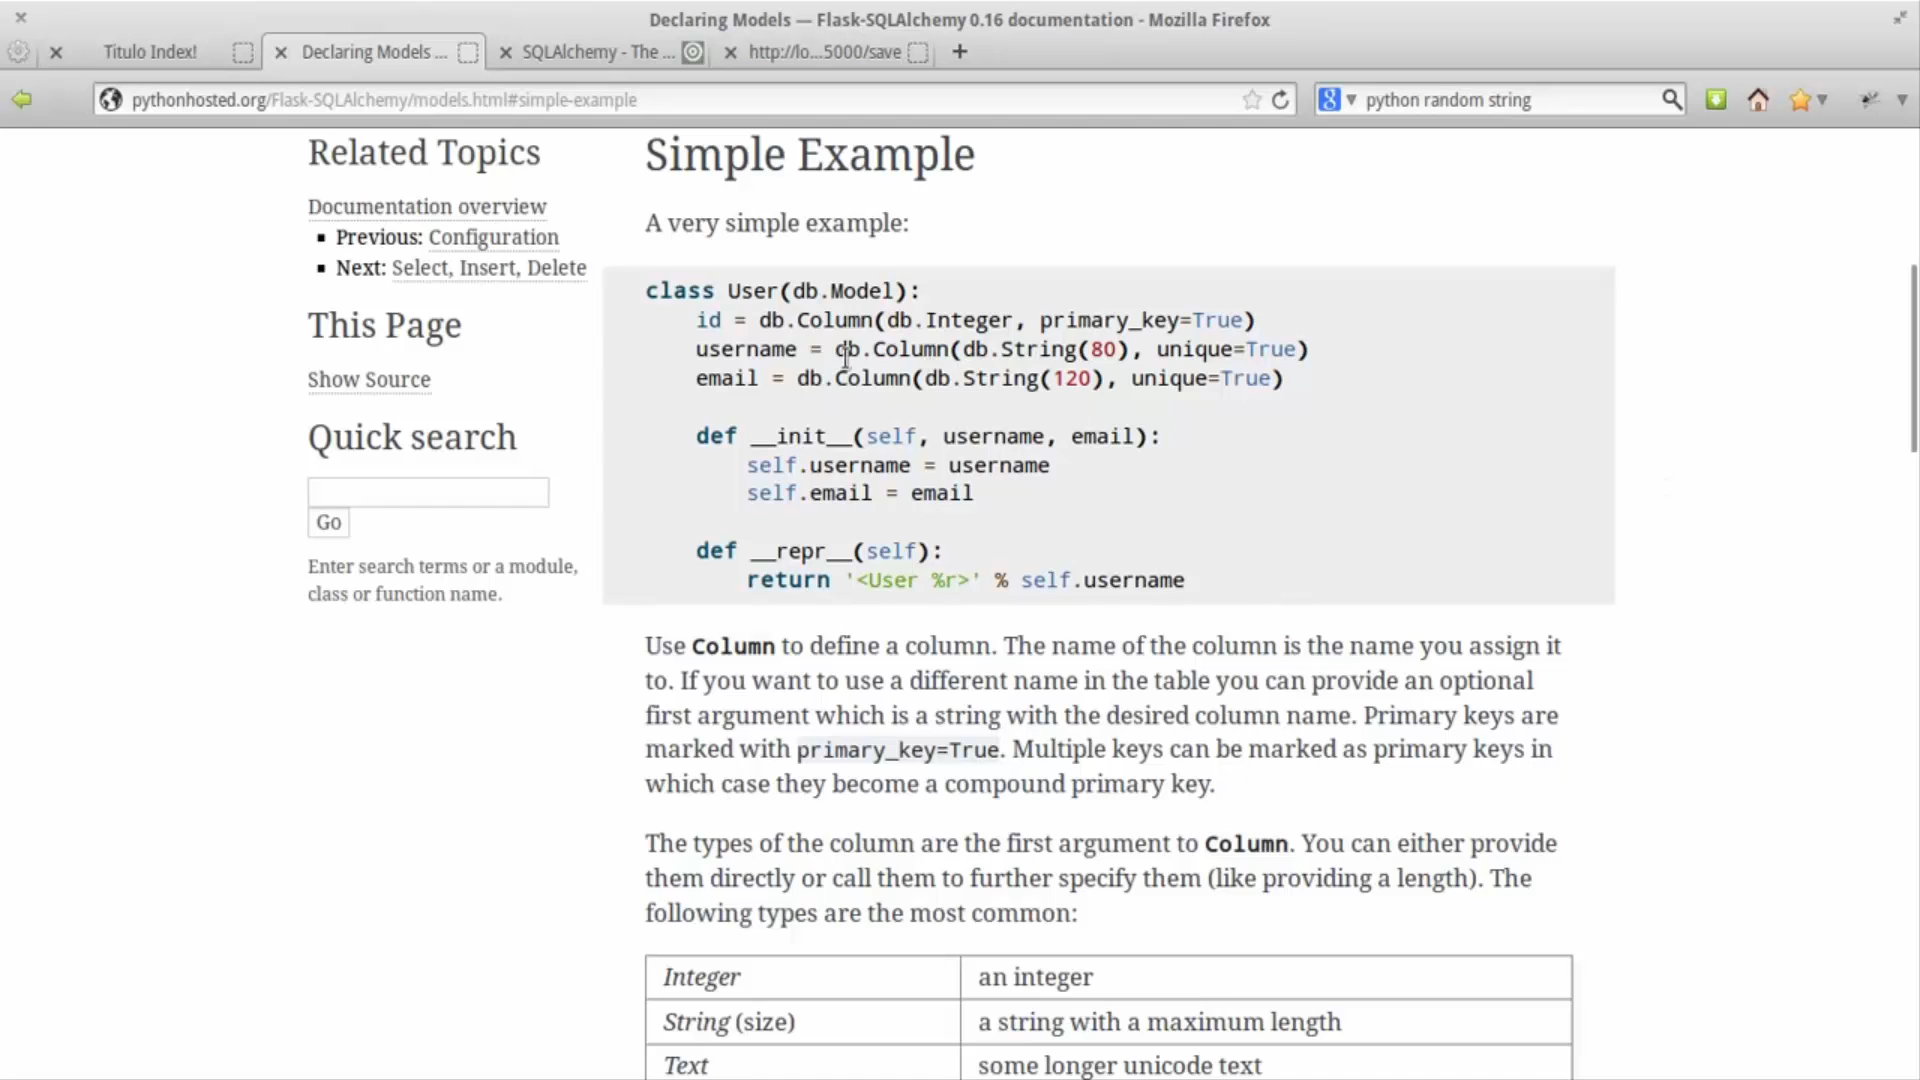 Declaring Models — Flask-SQLAlchemy 0.16 documentation - Mozilla Firefox
Titulo Index!
Declaring Models ...
SQLAlchemy - The ...
http://lo...5000/save
pythonhosted.org/Flask-SQLAlchemy/models.html#simple-example
python random string
Related Topics
Documentation overview
Previous: Configuration
Next: Select, Insert, Delete
This Page
Show Source
Quick search
Go
Enter search terms or a module,
class or function name.
Simple Example
A very simple example:
class User(db.Model):
    id = db.Column(db.Integer, primary_key=True)
    username = db.Column(db.String(80), unique=True)
    email = db.Column(db.String(120), unique=True)
    def __init__(self, username, email):
        self.username = username
        self.email = email
    def __repr__(self):
        return '<User %r>' % self.username
Use Column to define a column. The name of the column is the name you assign it
to. If you want to use a different name in the table you can provide an optional
first argument which is a string with the desired column name. Primary keys are
marked with primary_key=True. Multiple keys can be marked as primary keys in
which case they become a compound primary key.
The types of the column are the first argument to Column. You can either provide
them directly or call them to further specify them (like providing a length). The
following types are the most common:
Integer an integer
String (size) a string with a maximum length
Text some longer unicode text